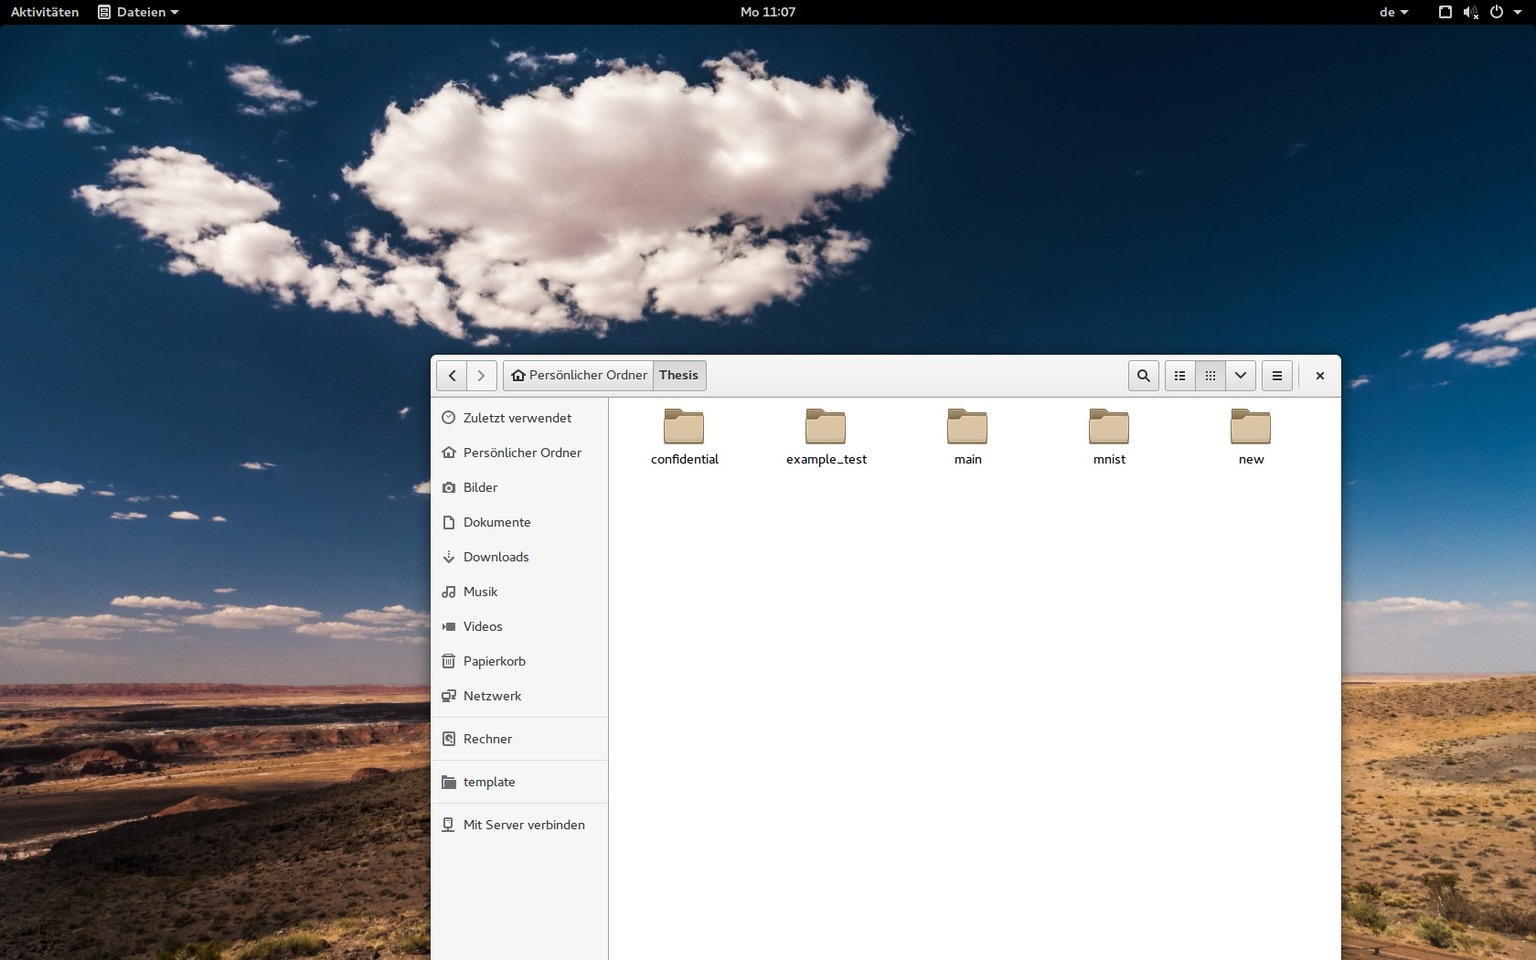 Aktivitäten Dateien Mo 11:07 de
Persönlicher Ordner Thesis
Zuletzt verwendet
Persönlicher Ordner
Bilder
Dokumente
Downloads
Musik
Videos
Papierkorb
Netzwerk
Rechner
template
Mit Server verbinden
confidential example_test main mnist new